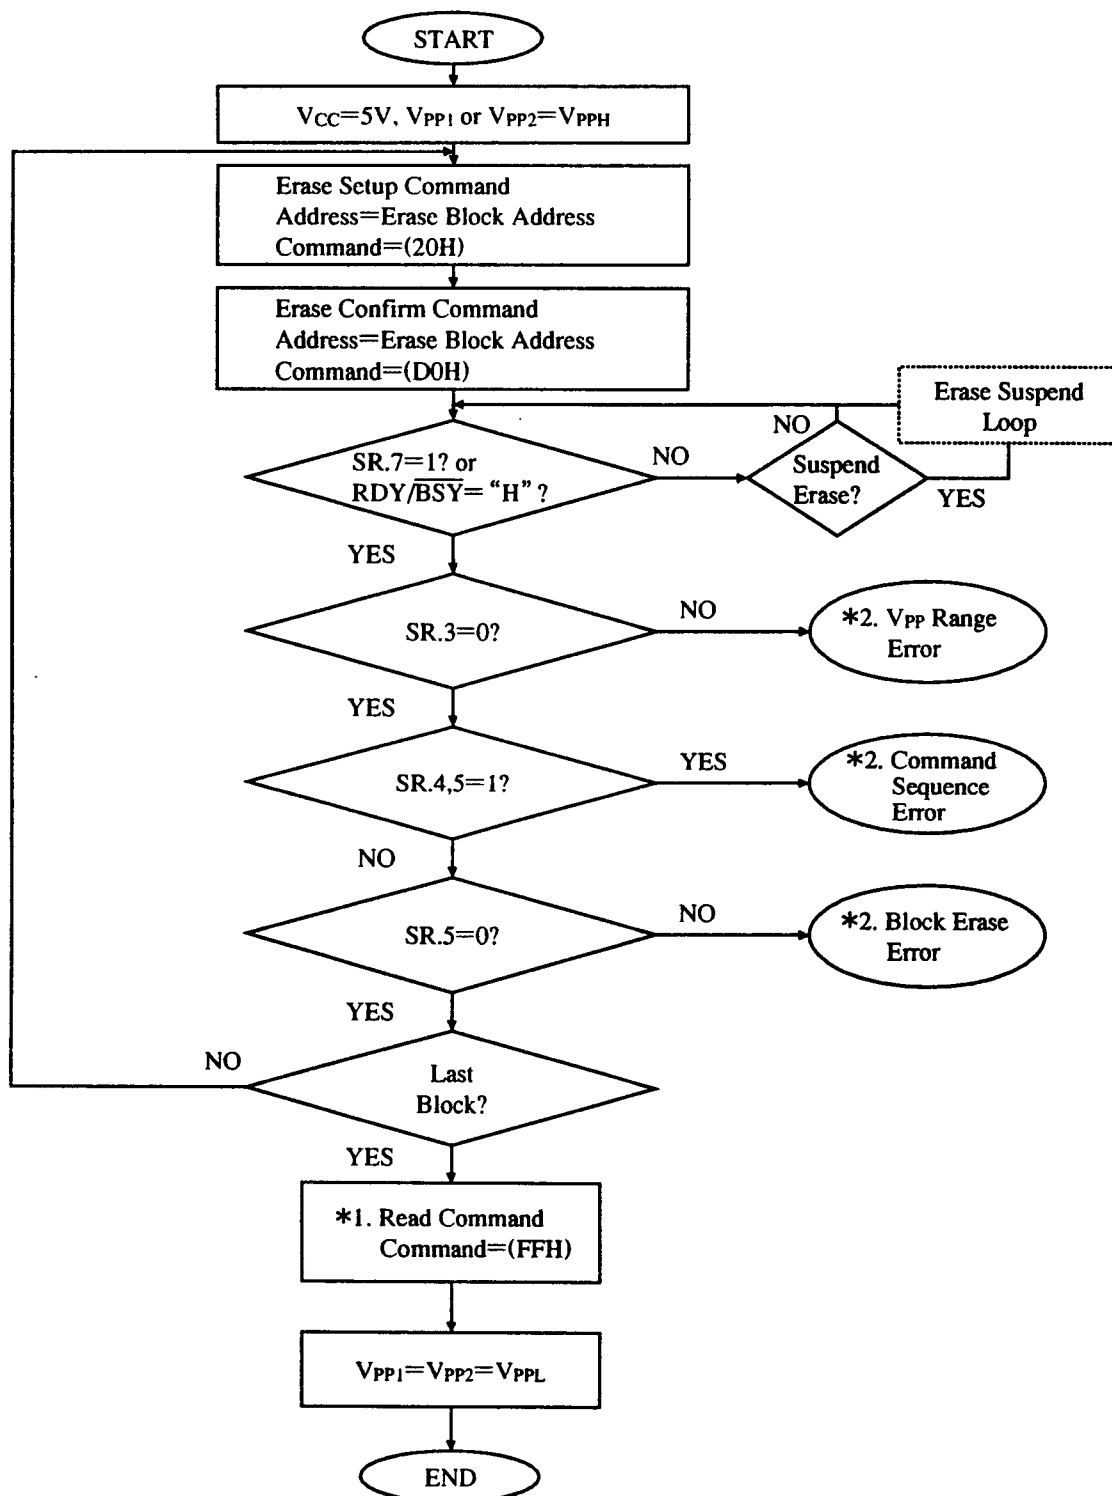 START
VCC=5V, VPP1 or VPP2=VPPH
Erase Setup Command
Address=Erase Block Address
Command=(20H)
Erase Confirm Command
Address=Erase Block Address
Command=(D0H)
Erase Suspend
Loop
NO
SR.7=1? or
RDY/B̅S̅Y̅= “H” ?
NO
Suspend
Erase?
YES
YES
SR.3=0?
NO
*2. VPP Range
Error
YES
SR.4,5=1?
YES
*2. Command
Sequence
Error
NO
SR.5=0?
NO
*2. Block Erase
Error
YES
NO
Last
Block?
YES
*1. Read Command
Command=(FFH)
VPP1=VPP2=VPPL
END